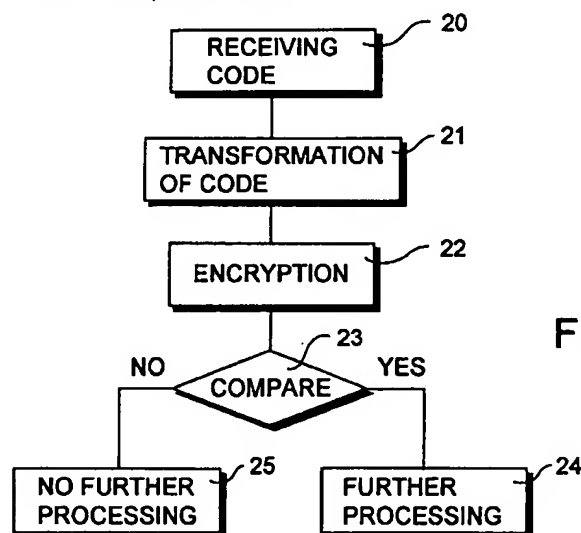 20
RECEIVING
CODE
21
TRANSFORMATION
OF CODE
22
ENCRYPTION
23
NO
YES
COMPARE
F
25
NO FURTHER
PROCESSING
24
FURTHER
PROCESSING